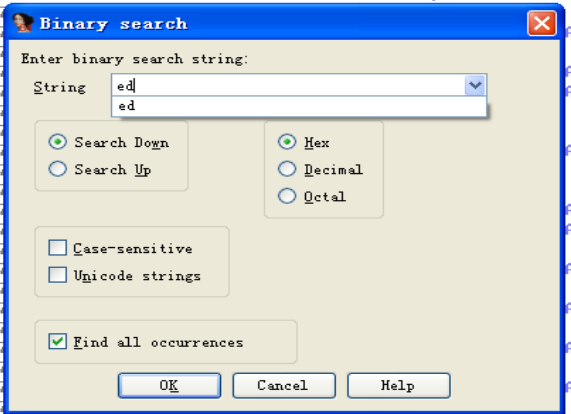 Binary search
Enter binary search string:
String ed
ed
Search Down
Search Up
Hex
Decimal
Octal
Case-sensitive
Unicode strings
Find all occurrences
OK Cancel Help